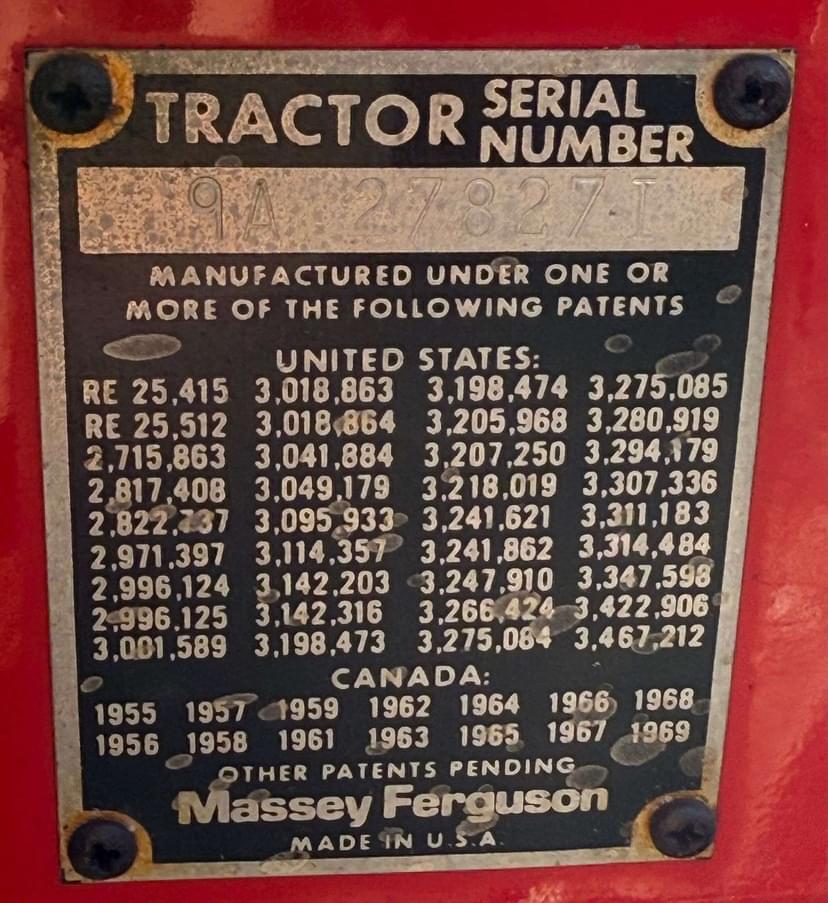 TRACTOR SERIAL NUMBER
9A 278271
MANUFACTURED UNDER ONE OR
MORE OF THE FOLLOWING PATENTS
UNITED STATES:
RE 25,415 3,018,863 3,198,474 3,275,085
RE 25,512 3,018,864 3,205,968 3,280,919
2,715,863 3,041,884 3,207,250 3,294,179
2,817,408 3,049,179 3,218,019 3,307,336
3,095,933 3,241,621 3,311,183
2,971,397 3,114,357 3,241,862 3,314,484
2,996,124 3,142,203 3,247,910 3,347,598
2,996,125 3,142,316 3,266,424 3,422,906
3,001,589 3,198,473 3,275,084 3,467,212
CANADA:
1955 1957 1959 1962 1964 1966 1968
1956 1958 1961 1963 1965 1967 1969
OTHER PATENTS PENDING
Massey Ferguson
MADE IN U.S.A.